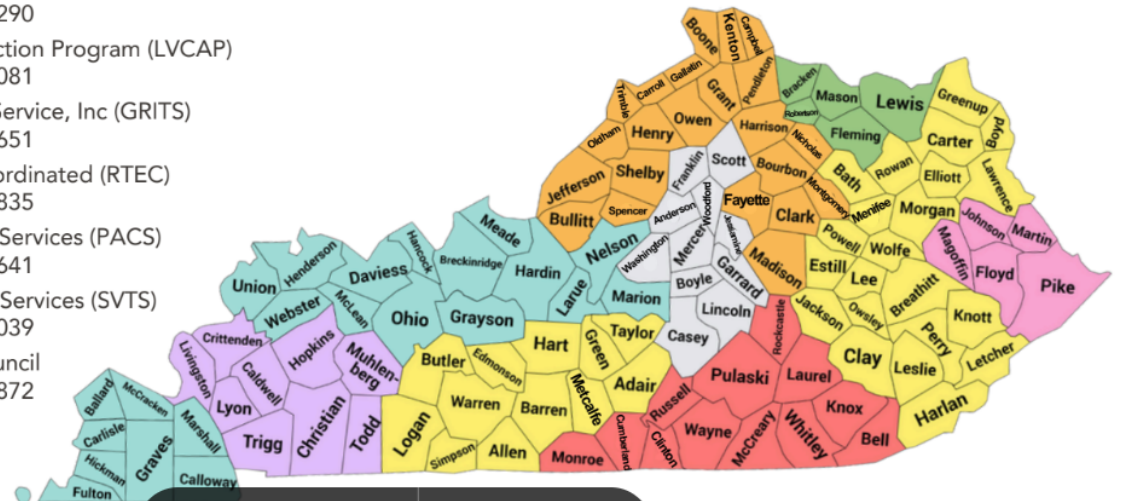 290
ction Program (LVCAP)
081
Service, Inc (GRITS)
651
ordinated (RTEC)
835
Services (PACS)
641
Services (SVTS)
039
uncil
872
Boone
Kenton
Campbell
Gallatin
Carroll
Trimble
Grant
Pendleton
Bracken
Mason
Lewis
Greenup
Robertson
Oldham
Henry
Owen
Harrison
Nicholas
Fleming
Carter
Boyd
Jefferson
Shelby
Franklin
Scott
Bourbon
Montgomery
Bath
Rowan
Elliott
Lawrence
Bullitt
Spencer
Anderson
Woodford
Fayette
Clark
Menifee
Morgan
Johnson
Martin
Meade
Nelson
Washington
Mercer
Jessamine
Madison
Powell
Wolfe
Magoffin
Floyd
Pike
Henderson
Hancock
Breckinridge
Hardin
Larue
Marion
Boyle
Garrard
Estill
Lee
Breathitt
Knott
Union
Webster
McLean
Daviess
Ohio
Grayson
Lincoln
Casey
Rockcastle
Jackson
Owsley
Perry
Letcher
Crittenden
Livingston
Hopkins
Muhlen-
berg
Butler
Edmonson
Hart
Green
Taylor
Adair
Pulaski
Laurel
Clay
Leslie
Harlan
Caldwell
Lyon
Trigg
Christian
Todd
Logan
Warren
Simpson
Barren
Allen
Metcalfe
Monroe
Cumberland
Russell
Clinton
Wayne
McCreary
Whitley
Knox
Bell
Ballard
McCracken
Carlisle
Graves
Marshall
Hickman
Fulton
Calloway